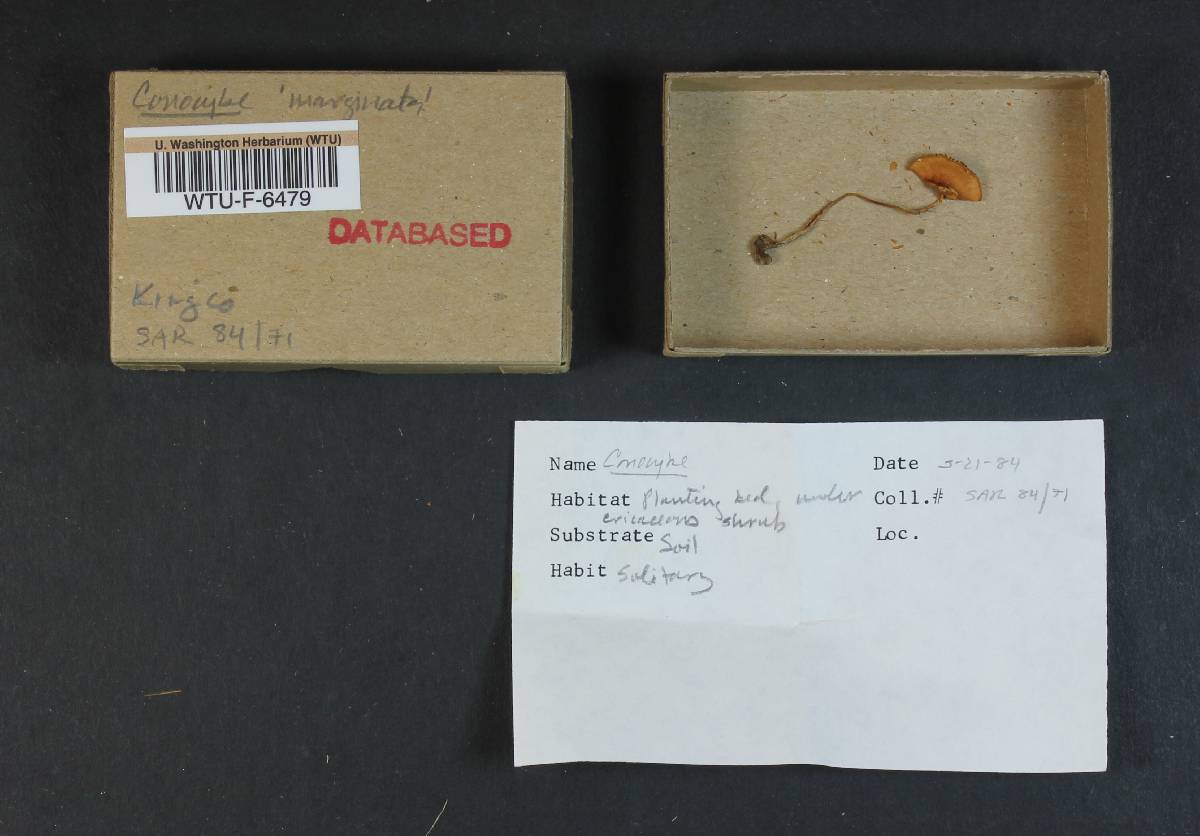 Conocybe 'marginata'
U. Washington Herbarium (WTU)
WTU-F-6479
DATABASED
King Co
SAR 84/71
Name Conocybe
Date 5-21-84
Habitat Planting bed, under
ericaceous shrub
Coll.# SAR 84/71
Substrate Soil
Loc.
Habit Solitary